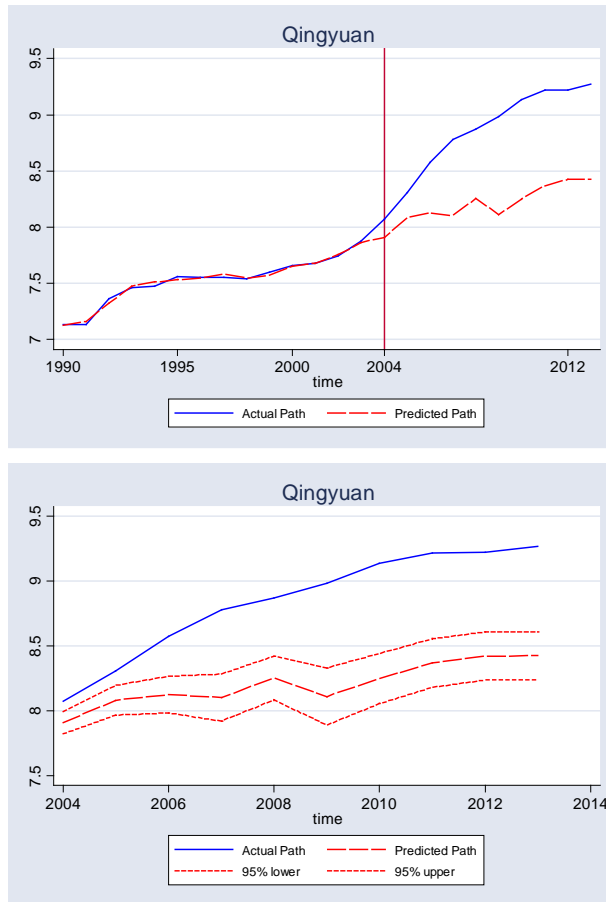 Qingyuan
9.5
9
8.5
8
7.5
7
1990 1995 2000 2004 2012
time
Actual Path Predicted Path
Qingyuan
9.5
9
8.5
8
7.5
2004 2006 2008 2010 2012 2014
time
Actual Path Predicted Path
95% lower 95% upper